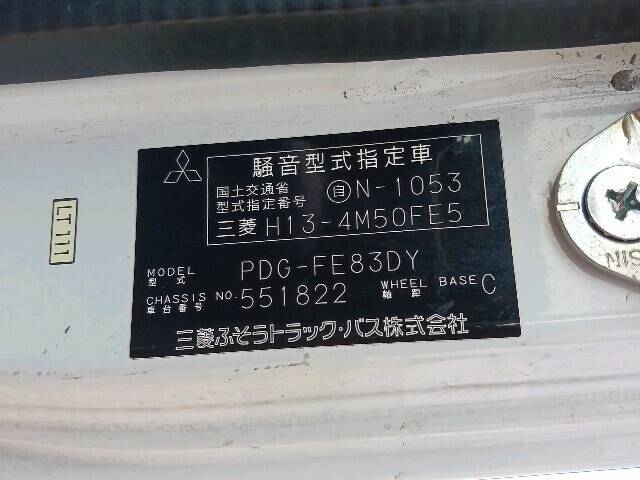 騒音型式指定車
国土交通省
型式指定番号 自N-1053
三菱 H13-4M50FE5
MODEL
型式 PDG-FE83DY
CHASSIS NO. 551822 WHEEL BASE C
車台番号 軸距
三菱ふそうトラック・バス株式会社
LT111
NIS